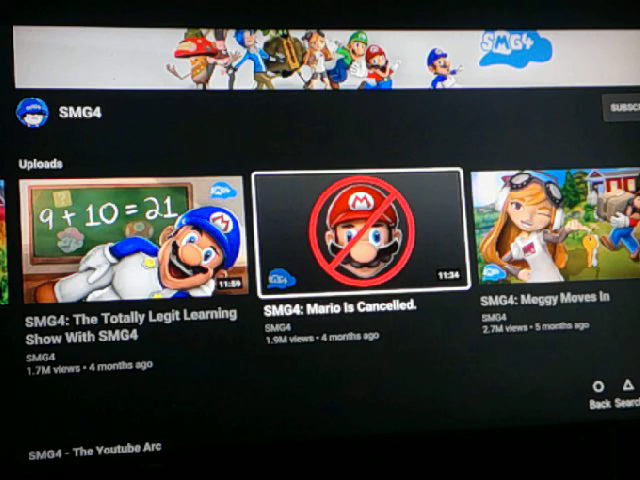 SMG4
SMG4
SUBSC
Uploads
9 + 10 = 21
11:59
11:34
SMG4: The Totally Legit Learning
Show With SMG4
SMG4
1.7M views • 4 months ago
SMG4: Mario Is Cancelled.
SMG4
1.9M views • 4 months ago
SMG4: Meggy Moves In
SMG4
2.7M views • 5 months ago
Back Search
SMG4 - The Youtube Arc